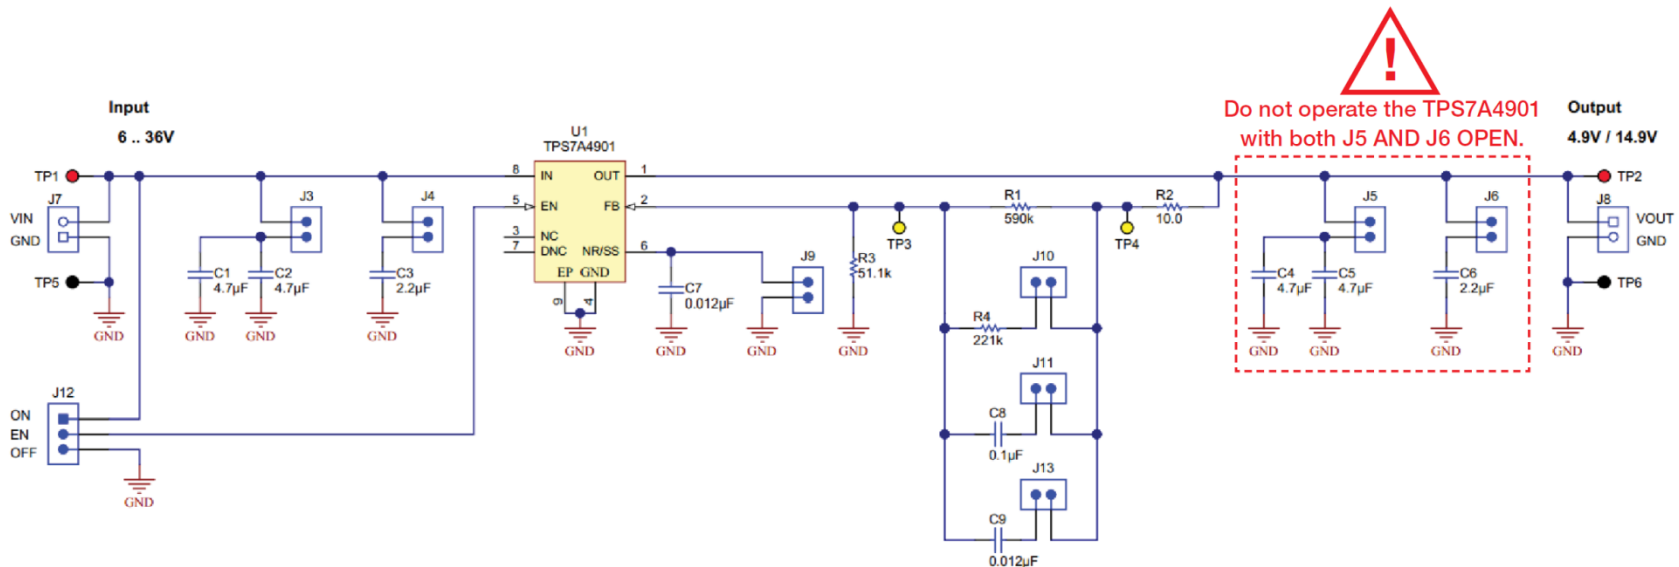 !
Do not operate the TPS7A4901
with both J5 AND J6 OPEN.
Input
6 .. 36V
Output
4.9V / 14.9V
U1
TPS7A4901
TP1
8
IN
OUT
1
R1
590k
R2
10.0
TP2
J7
VIN
GND
J3
J4
5
EN
FB
2
TP3
TP4
J5
J6
J8
VOUT
GND
3
NC
7
DNC
NR/SS
6
EP
GND
9
4
TP5
C1
4.7µF
C2
4.7µF
C3
2.2µF
C7
0.012µF
J9
R3
51.1k
J10
R4
221k
C4
4.7µF
C5
4.7µF
C6
2.2µF
TP6
GND
GND
GND
GND
GND
GND
GND
GND
GND
GND
GND
GND
J12
ON
EN
OFF
GND
J11
C8
0.1µF
J13
C9
0.012µF